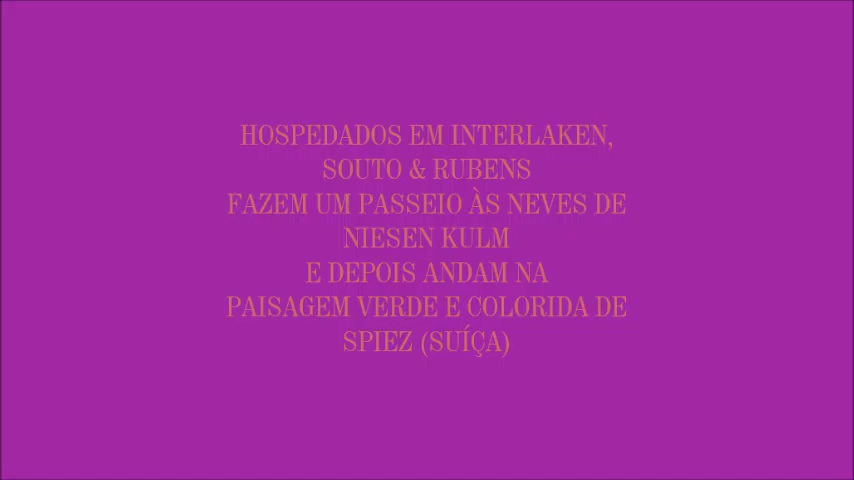 HOSPEDADOS EM INTERLAKEN,
SOUTO & RUBENS
FAZEM UM PASSEIO ÀS NEVES DE
NIESEN KULM
E DEPOIS ANDAM NA
PAISAGEM VERDE E COLORIDA DE
SPIEZ (SUÍÇA)